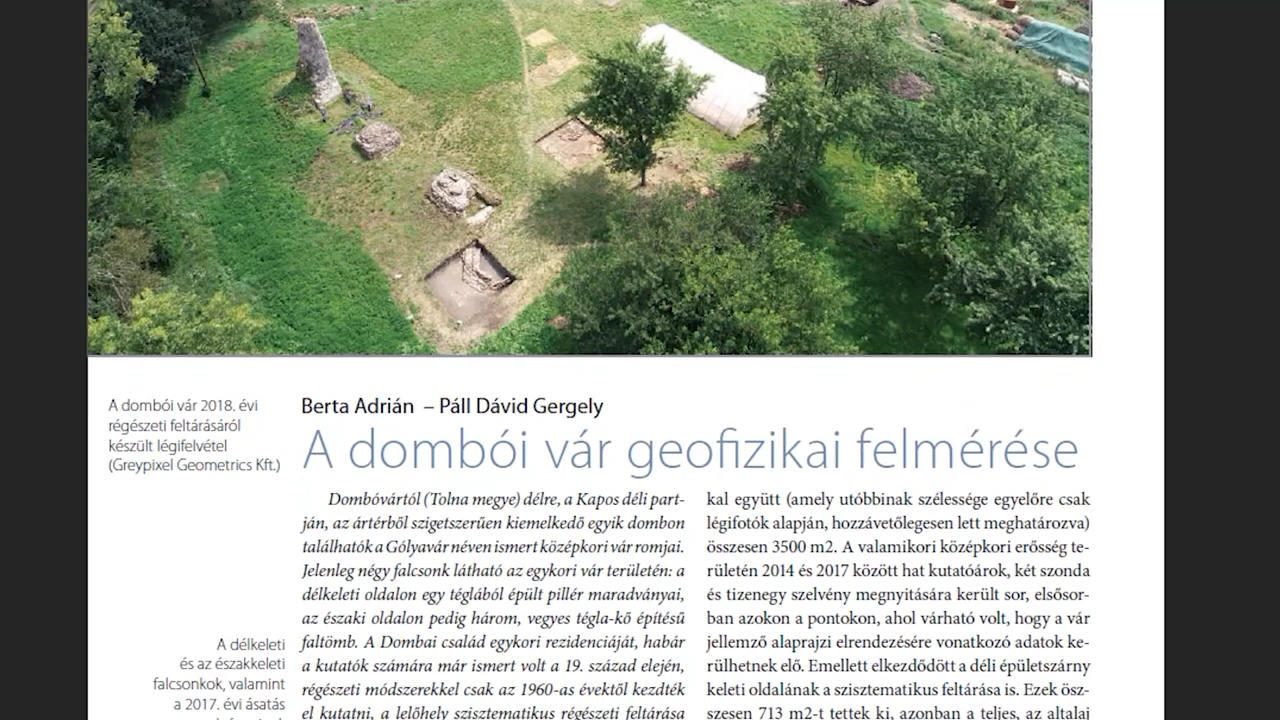 A dombói vár 2018. évi
régészeti feltárásáról
készült légifelvétel
(Greypixel Geometrics Kft.)
Berta Adrián – Páll Dávid Gergely
A dombói vár geofizikai felmérése
Dombóvártól (Tolna megye) délre, a Kapos déli part-
ján, az ártérből szigetszerűen kiemelkedő egyik dombon
találhatók a Gólyavár néven ismert középkori vár romjai.
Jelenleg négy falcsonk látható az egykori vár területén: a
délkeleti oldalon egy téglából épült pillér maradványai,
az északi oldalon pedig három, vegyes tégla-kő építésű
faltömb. A Dombai család egykori rezidenciáját, habár
a kutatók számára már ismert volt a 19. század elején,
régészeti módszerekkel csak az 1960-as évektől kezdték
el kutatni, a lelőhely szisztematikus régészeti feltárása
kal együtt (amely utóbbinak szélessége egyelőre csak
légifotók alapján, hozzávetőlegesen lett meghatározva)
összesen 3500 m2. A valamikori középkori erősség te-
rületén 2014 és 2017 között hat kutatóárok, két szonda
és tizenegy szelvény megnyitására került sor, elsősor-
ban azokon a pontokon, ahol várható volt, hogy a vár
jellemző alaprajzi elrendezésére vonatkozó adatok ke-
rülhetnek elő. Emellett elkezdődött a déli épületszárny
keleti oldalának a szisztematikus feltárása is. Ezek ösz-
szesen 713 m2-t tettek ki, azonban a teljes, az altalaj
A délkeleti
és az északkeleti
falcsonkok, valamint
a 2017. évi ásatás